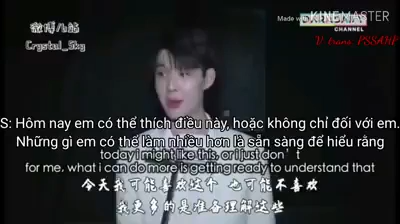 微博八站
Crystal_Sky
Made w
KINEMASTER
CHANNEL
V_trans_PSSAHP
S: Hôm nay em có thể thích điều này, hoặc không chỉ đối với em.
Những gì em có thể làm nhiều hơn là sẵn sàng để hiểu rằng
today i might like this, or i just don't
for me, what i can do more is getting ready to understand that
今天我可能喜欢这个 也可能不喜欢
我更多的是准备理解这些